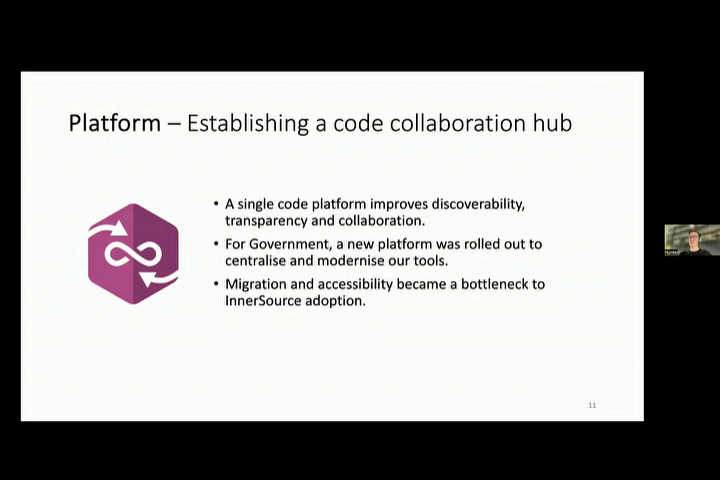 Platform – Establishing a code collaboration hub
• A single code platform improves discoverability,
transparency and collaboration.
• For Government, a new platform was rolled out to
centralise and modernise our tools.
• Migration and accessibility became a bottleneck to
InnerSource adoption.
11